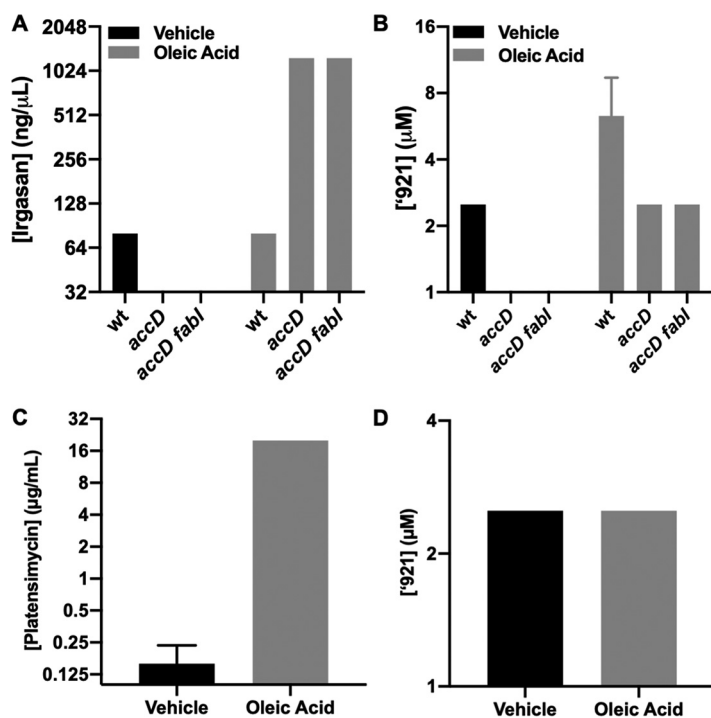 A
[Irgasan] (ng/μL)
2048
1024
512
256
128
64
32
Vehicle
Oleic Acid
wt
accD
accD fabI
wt
accD
accD fabI
B
['921] (μM)
16
8
4
2
1
Vehicle
Oleic Acid
wt
accD
accD fabI
wt
accD
accD fabI
C
[Platensimycin] (μg/mL)
32
16
8
4
2
1
0.5
0.25
0.125
Vehicle
Oleic Acid
D
['921] (μM)
4
2
1
Vehicle
Oleic Acid